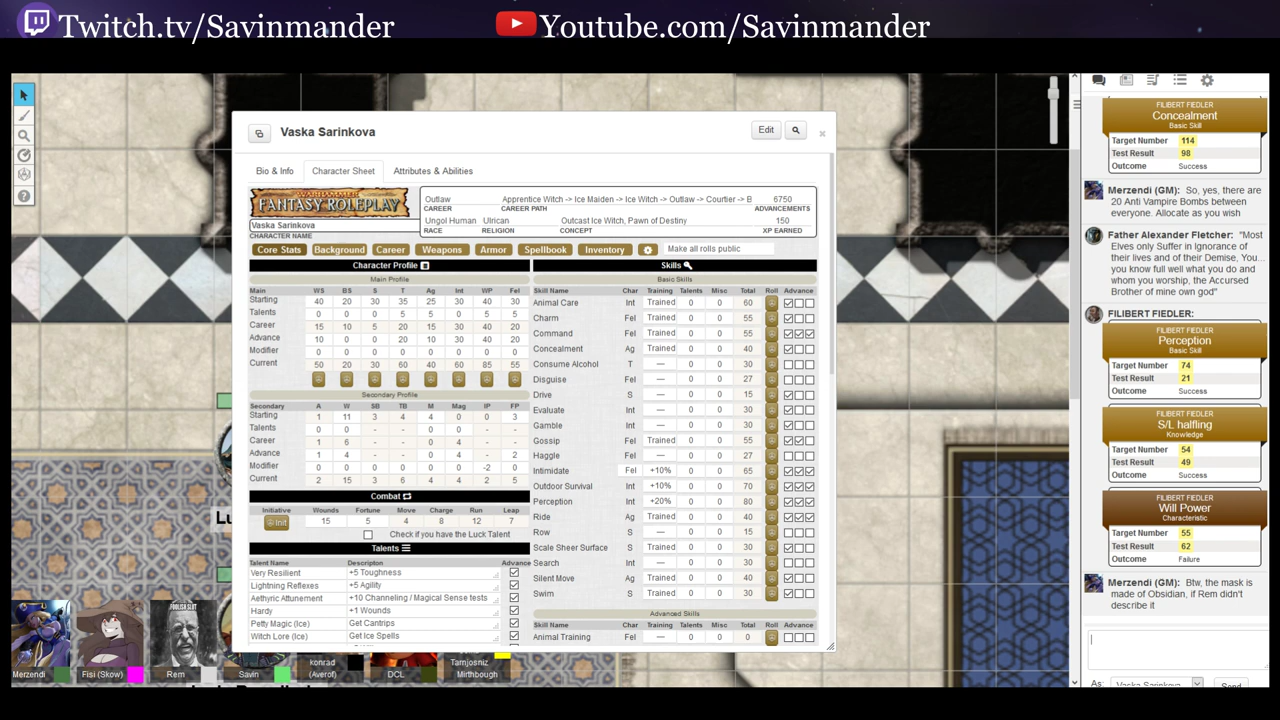 Twitch.tv/Savinmander
Youtube.com/Savinmander
Vaska Sarinkova
Edit
Bio & Info
Character Sheet
Attributes & Abilities
WARHAMMER
FANTASY ROLEPLAY
Vaska Sarinkova
CHARACTER NAME
Outlaw Apprentice Witch -> Ice Maiden -> Ice Witch -> Outlaw -> Courtier -> B 6750
CAREER CAREER PATH ADVANCEMENTS
Ungol Human Ulrican Outcast Ice Witch, Pawn of Destiny 150
RACE RELIGION CONCEPT XP EARNED
Core Stats Background Career Weapons Armor Spellbook Inventory Make all rolls public
Character Profile
Main Profile
Main WS BS S T Ag Int WP Fel
Starting 40 20 30 35 25 30 40 30
Talents 0 0 0 5 5 0 5 5
Career 15 10 5 20 15 30 40 20
Advance 10 0 0 20 10 30 40 20
Modifier 0 0 0 0 0 0 0 0
Current 50 20 30 60 40 60 85 55
Secondary Profile
Secondary A W SB TB M Mag IP FP
Starting 1 11 3 4 4 0 0 3
Talents 0 0 - - 0 0 - -
Career 1 6 - - 0 4 - -
Advance 1 4 - - 0 4 - 2
Modifier 0 0 0 0 0 0 -2 0
Current 2 15 3 6 4 4 2 5
Combat
Initiative Wounds Fortune Move Charge Run Leap
Init 15 5 4 8 12 7
Check if you have the Luck Talent
Talents
Talent Name Descripton Advance
Very Resilient +5 Toughness
Lightning Reflexes +5 Agility
Aethyric Attunement +10 Channeling / Magical Sense tests
Hardy +1 Wounds
Petty Magic (Ice) Get Cantrips
Witch Lore (Ice) Get Ice Spells
Skills
Basic Skills
Skill Name Char Training Talents Misc Total Roll Advance
Animal Care Int Trained 0 0 60
Charm Fel Trained 0 0 55
Command Fel Trained 0 0 55
Concealment Ag Trained 0 0 40
Consume Alcohol T — 0 0 30
Disguise Fel — 0 0 27
Drive S — 0 0 15
Evaluate Int — 0 0 30
Gamble Int — 0 0 30
Gossip Fel Trained 0 0 55
Haggle Fel — 0 0 27
Intimidate Fel +10% 0 0 65
Outdoor Survival Int +10% 0 0 70
Perception Int +20% 0 0 80
Ride Ag Trained 0 0 40
Row S — 0 0 15
Scale Sheer Surface S Trained 0 0 30
Search Int — 0 0 30
Silent Move Ag Trained 0 0 40
Swim S Trained 0 0 30
Advanced Skills
Skill Name Char Training Talents Misc Total Roll Advance
Animal Training Fel — 0 0 0
Lu
Merzendi
Fisi (Skow)
FOOLISH SLUT
Rem
Savin
konrad
(Averof)
DCL
Tarnjosniz
Mirthbough
FILIBERT FIEDLER
Concealment
Basic Skill
Target Number 114
Test Result 98
Outcome Success
Merzendi (GM): So, yes, there are
20 Anti Vampire Bombs between
everyone. Allocate as you wish
Father Alexander Fletcher: "Most
Elves only Suffer in Ignorance of
their lives and of their Demise, You...
you know full well what you do and
whom you worship, the Accursed
Brother of mine own god"
FILIBERT FIEDLER:
FILIBERT FIEDLER
Perception
Basic Skill
Target Number 74
Test Result 21
Outcome Success
FILIBERT FIEDLER
S/L halfling
Knowledge
Target Number 54
Test Result 49
Outcome Success
FILIBERT FIEDLER
Will Power
Characteristic
Target Number 55
Test Result 62
Outcome Failure
Merzendi (GM): Btw, the mask is
made of Obsidian, if Rem didn't
describe it
As: Vaska Sarinkova Send